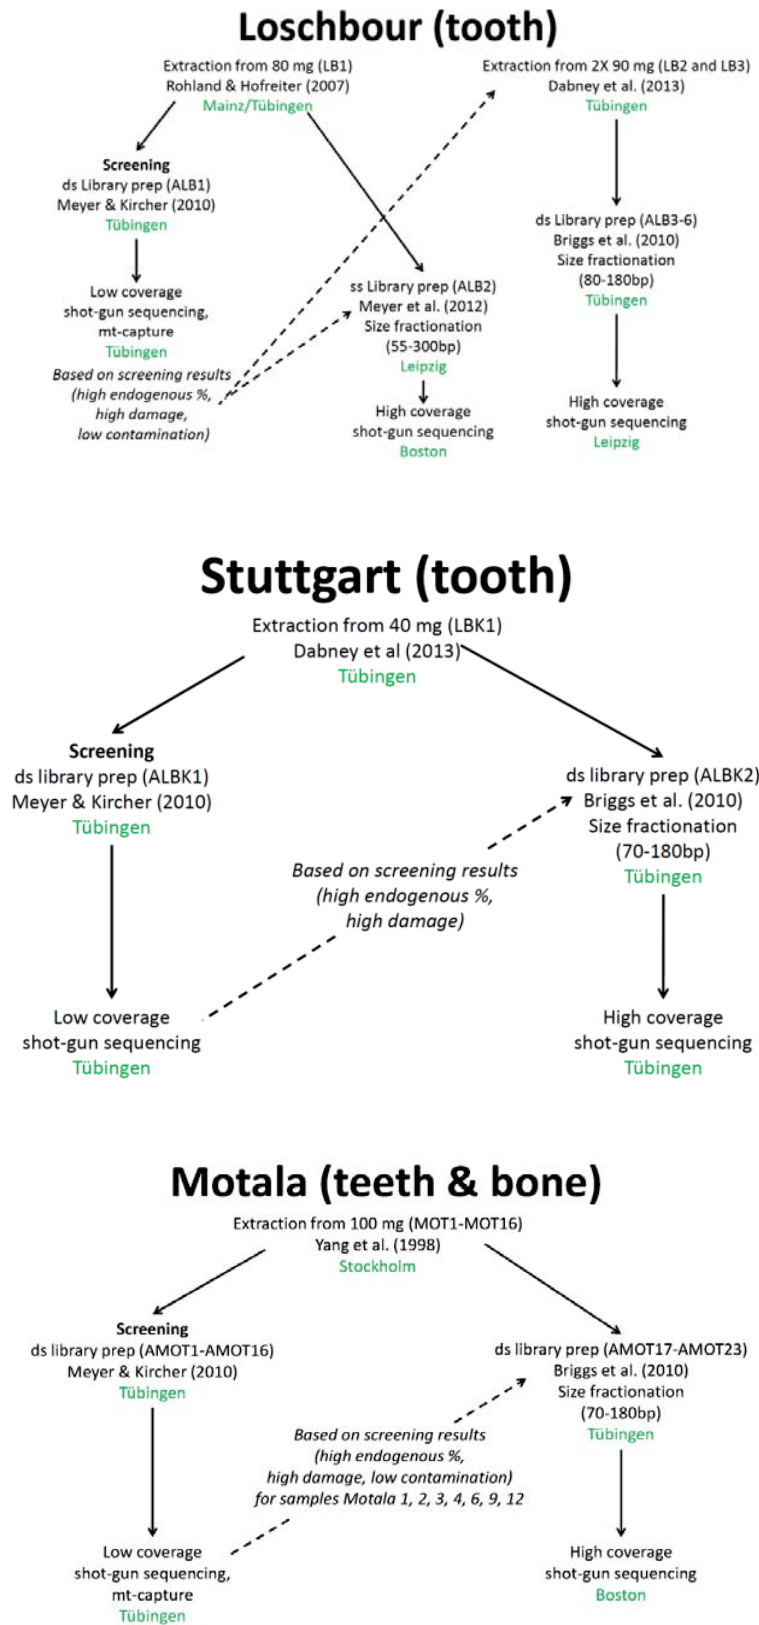 Loschbour (tooth)
Extraction from 80 mg (LB1)
Rohland & Hofreiter (2007)
Mainz/Tübingen
Extraction from 2X 90 mg (LB2 and LB3)
Dabney et al. (2013)
Tübingen
Screening
ds Library prep (ALB1)
Meyer & Kircher (2010)
Tübingen
ds Library prep (ALB3-6)
Briggs et al. (2010)
Size fractionation
(80-180bp)
Tübingen
Low coverage
shot-gun sequencing,
mt-capture
Tübingen
ss Library prep (ALB2)
Meyer et al. (2012)
Size fractionation
(55-300bp)
Leipzig
Based on screening results
(high endogenous %,
high damage,
low contamination)
High coverage
shot-gun sequencing
Boston
High coverage
shot-gun sequencing
Leipzig
Stuttgart (tooth)
Extraction from 40 mg (LBK1)
Dabney et al (2013)
Tübingen
Screening
ds library prep (ALBK1)
Meyer & Kircher (2010)
Tübingen
ds library prep (ALBK2)
Briggs et al. (2010)
Size fractionation
(70-180bp)
Tübingen
Based on screening results
(high endogenous %,
high damage)
Low coverage
shot-gun sequencing
Tübingen
High coverage
shot-gun sequencing
Tübingen
Motala (teeth & bone)
Extraction from 100 mg (MOT1-MOT16)
Yang et al. (1998)
Stockholm
Screening
ds library prep (AMOT1-AMOT16)
Meyer & Kircher (2010)
Tübingen
ds library prep (AMOT17-AMOT23)
Briggs et al. (2010)
Size fractionation
(70-180bp)
Tübingen
Based on screening results
(high endogenous %,
high damage, low contamination)
for samples Motala 1, 2, 3, 4, 6, 9, 12
Low coverage
shot-gun sequencing,
mt-capture
Tübingen
High coverage
shot-gun sequencing
Boston